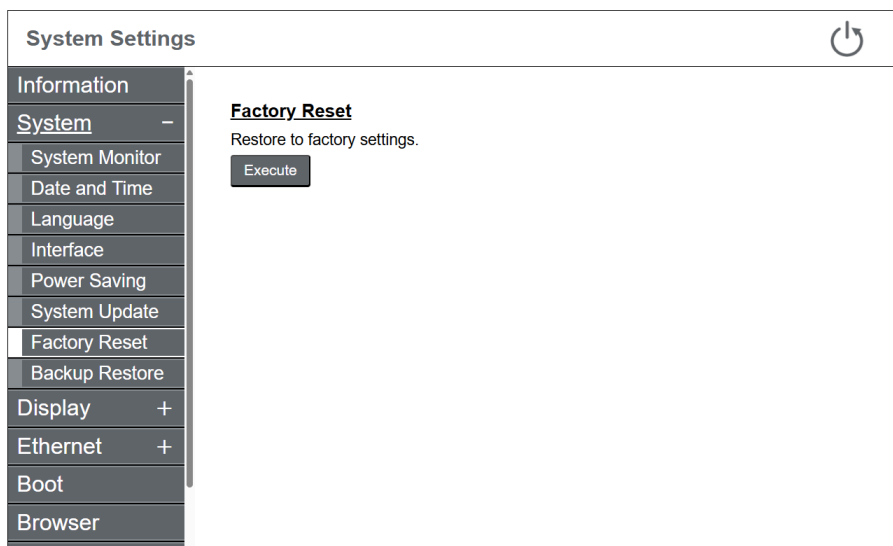 System Settings
Information
System −
System Monitor
Date and Time
Language
Interface
Power Saving
System Update
Factory Reset
Backup Restore
Display +
Ethernet +
Boot
Browser
Factory Reset
Restore to factory settings.
Execute